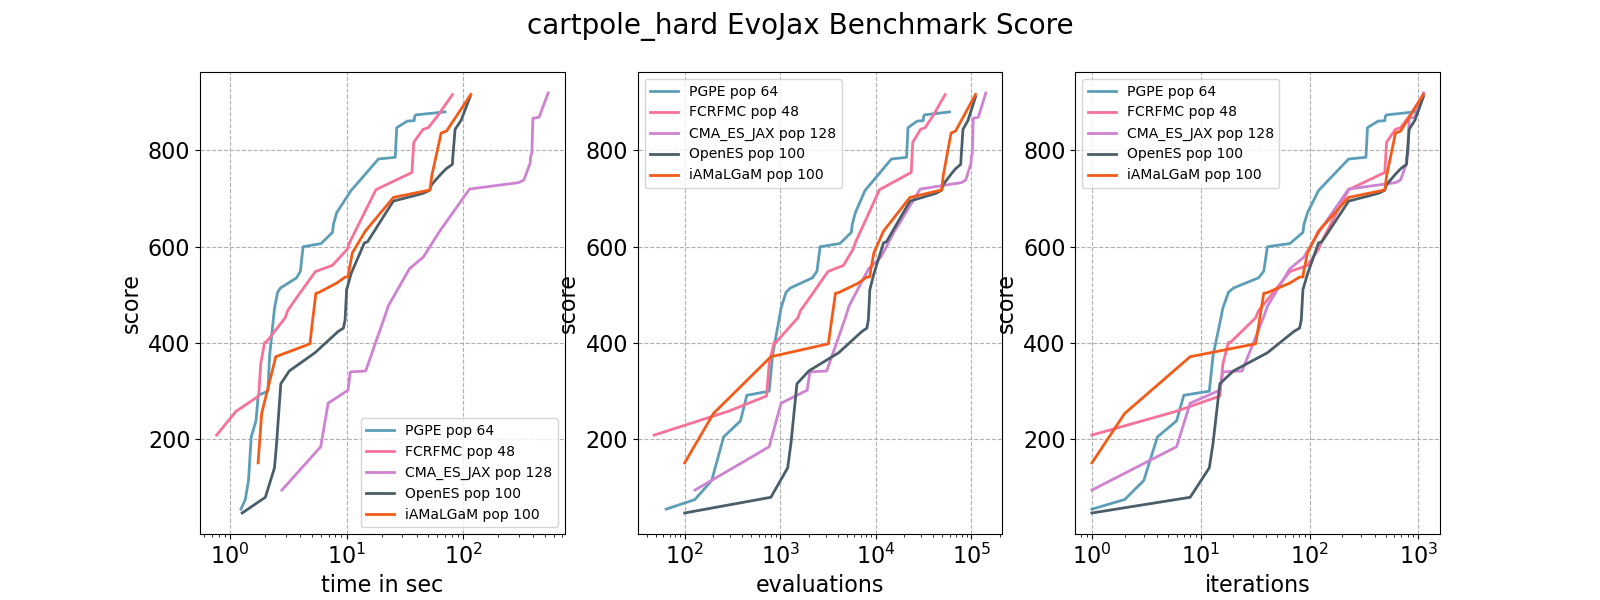 cartpole_hard EvoJax Benchmark Score
score
800
600
400
200
10^0
10^1
10^2
time in sec
PGPE pop 64
FCRFMC pop 48
CMA_ES_JAX pop 128
OpenES pop 100
iAMaLGaM pop 100
score
800
600
400
200
10^2
10^3
10^4
10^5
evaluations
PGPE pop 64
FCRFMC pop 48
CMA_ES_JAX pop 128
OpenES pop 100
iAMaLGaM pop 100
score
800
600
400
200
10^0
10^1
10^2
10^3
iterations
PGPE pop 64
FCRFMC pop 48
CMA_ES_JAX pop 128
OpenES pop 100
iAMaLGaM pop 100